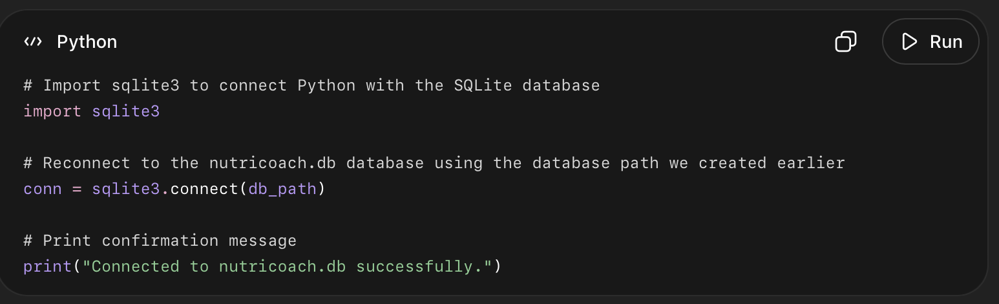 Python
Run
# Import sqlite3 to connect Python with the SQLite database
import sqlite3
# Reconnect to the nutricoach.db database using the database path we created earlier
conn = sqlite3.connect(db_path)
# Print confirmation message
print("Connected to nutricoach.db successfully.")